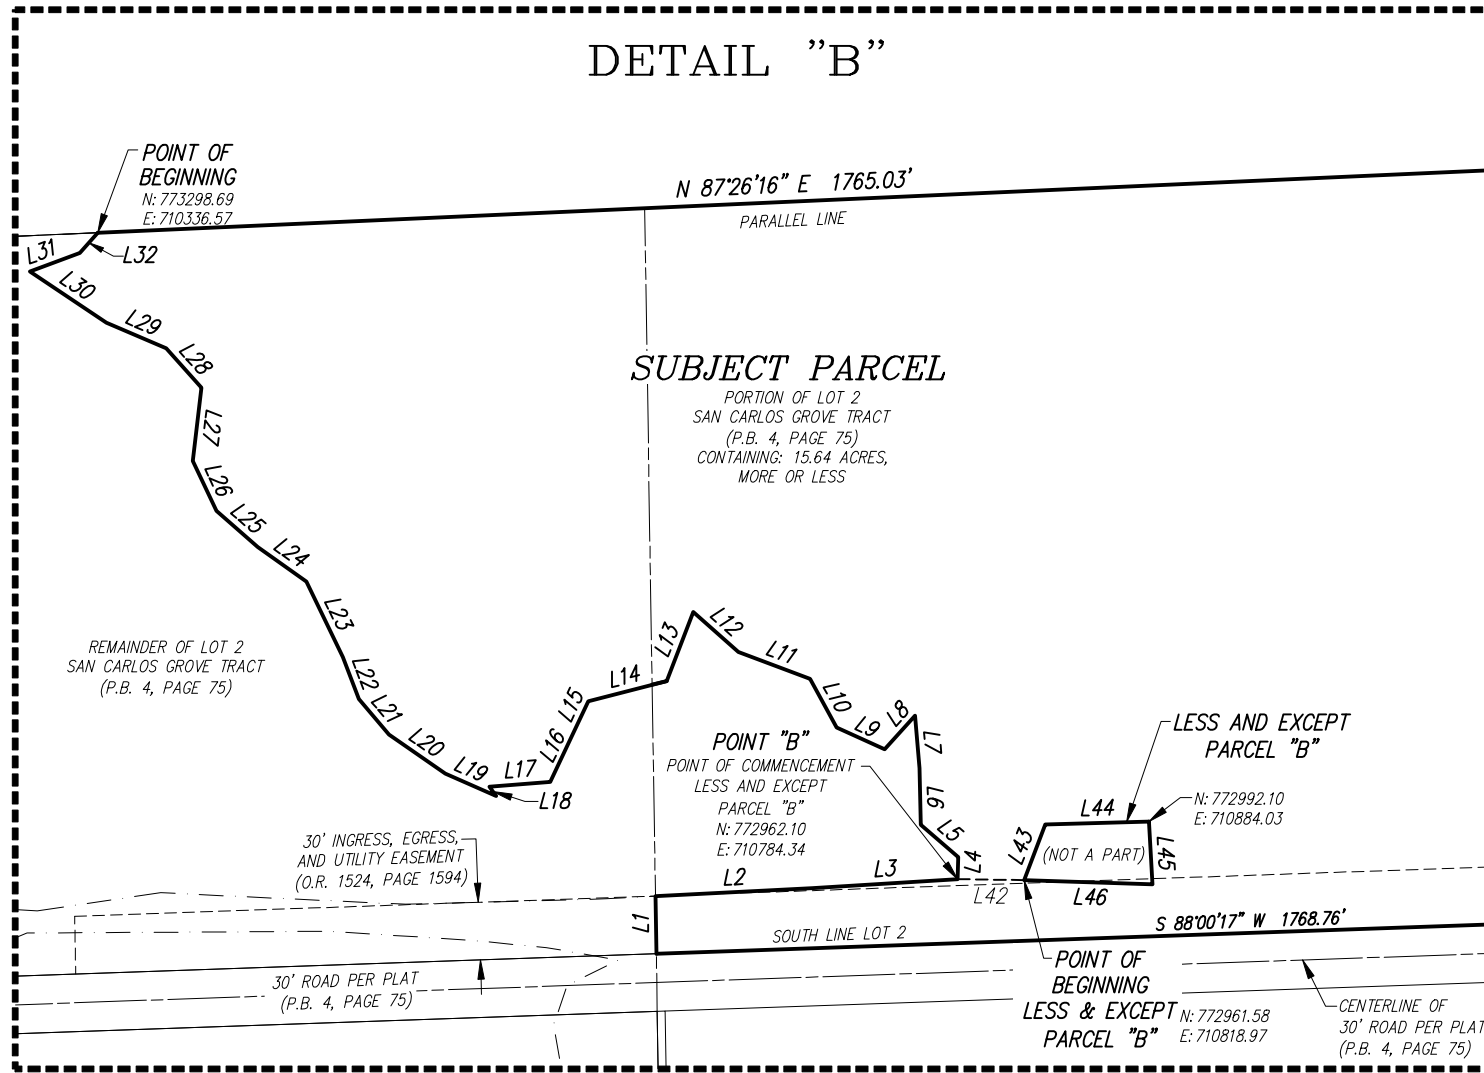 DETAIL "B"
POINT OF
BEGINNING
N: 773298.69
E: 710336.57
N 87°26'16" E 1765.03'
PARALLEL LINE
L31
L32
L30
L29
L28
L27
L26
L25
L24
L23
L22
L21
L20
L19
L18
L17
L16
L15
L14
L13
L12
L11
L10
L9
L8
L7
L6
L5
L4
L3
L2
L1
SUBJECT PARCEL
PORTION OF LOT 2
SAN CARLOS GROVE TRACT
(P.B. 4, PAGE 75)
CONTAINING: 15.64 ACRES,
MORE OR LESS
REMAINDER OF LOT 2
SAN CARLOS GROVE TRACT
(P.B. 4, PAGE 75)
POINT "B"
POINT OF COMMENCEMENT
LESS AND EXCEPT
PARCEL "B"
N: 772962.10
E: 710784.34
LESS AND EXCEPT
PARCEL "B"
N: 772992.10
E: 710884.03
L44
L43
(NOT A PART)
L45
L42
L46
30' INGRESS, EGRESS,
AND UTILITY EASEMENT
(O.R. 1524, PAGE 1594)
SOUTH LINE LOT 2
S 88°00'17" W 1768.76'
30' ROAD PER PLAT
(P.B. 4, PAGE 75)
POINT OF
BEGINNING
LESS & EXCEPT
PARCEL "B"
N: 772961.58
E: 710818.97
CENTERLINE OF
30' ROAD PER PLAT
(P.B. 4, PAGE 75)